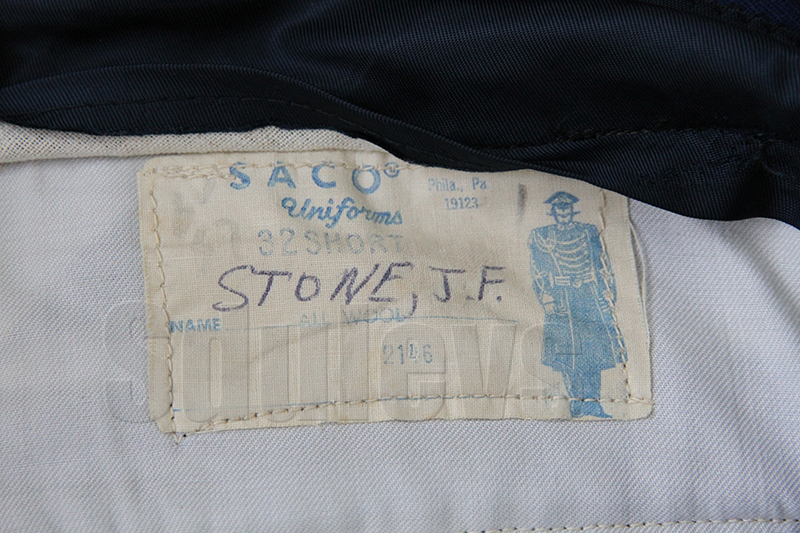 SACO®
Phila., Pa
19123
Uniforms
32 SHORT
STONE, J.F.
NAME
ALL WOOL
2146